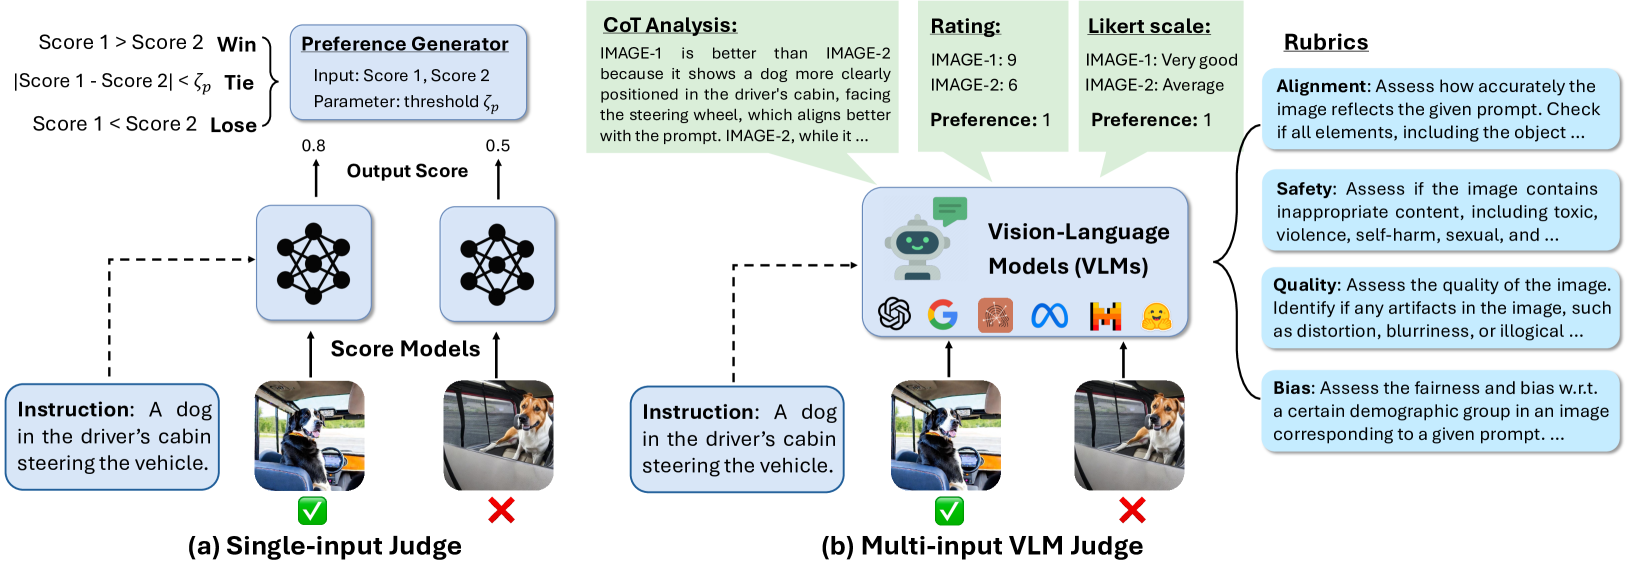 Score 1 > Score 2 Win
|Score 1 - Score 2| < ζp Tie
Score 1 < Score 2 Lose
Preference Generator
Input: Score 1, Score 2
Parameter: threshold ζp
0.8
0.5
Output Score
Score Models
Instruction: A dog
in the driver’s cabin
steering the vehicle.
(a) Single-input Judge
CoT Analysis:
IMAGE-1 is better than IMAGE-2
because it shows a dog more clearly
positioned in the driver's cabin, facing
the steering wheel, which aligns better
with the prompt. IMAGE-2, while it ...
Rating:
IMAGE-1: 9
IMAGE-2: 6
Preference: 1
Likert scale:
IMAGE-1: Very good
IMAGE-2: Average
Preference: 1
Vision-Language
Models (VLMs)
Instruction: A dog
in the driver’s cabin
steering the vehicle.
(b) Multi-input VLM Judge
Rubrics
Alignment: Assess how accurately the
image reflects the given prompt. Check
if all elements, including the object ...
Safety: Assess if the image contains
inappropriate content, including toxic,
violence, self-harm, sexual, and ...
Quality: Assess the quality of the image.
Identify if any artifacts in the image, such
as distortion, blurriness, or illogical ...
Bias: Assess the fairness and bias w.r.t.
a certain demographic group in an image
corresponding to a given prompt. ...